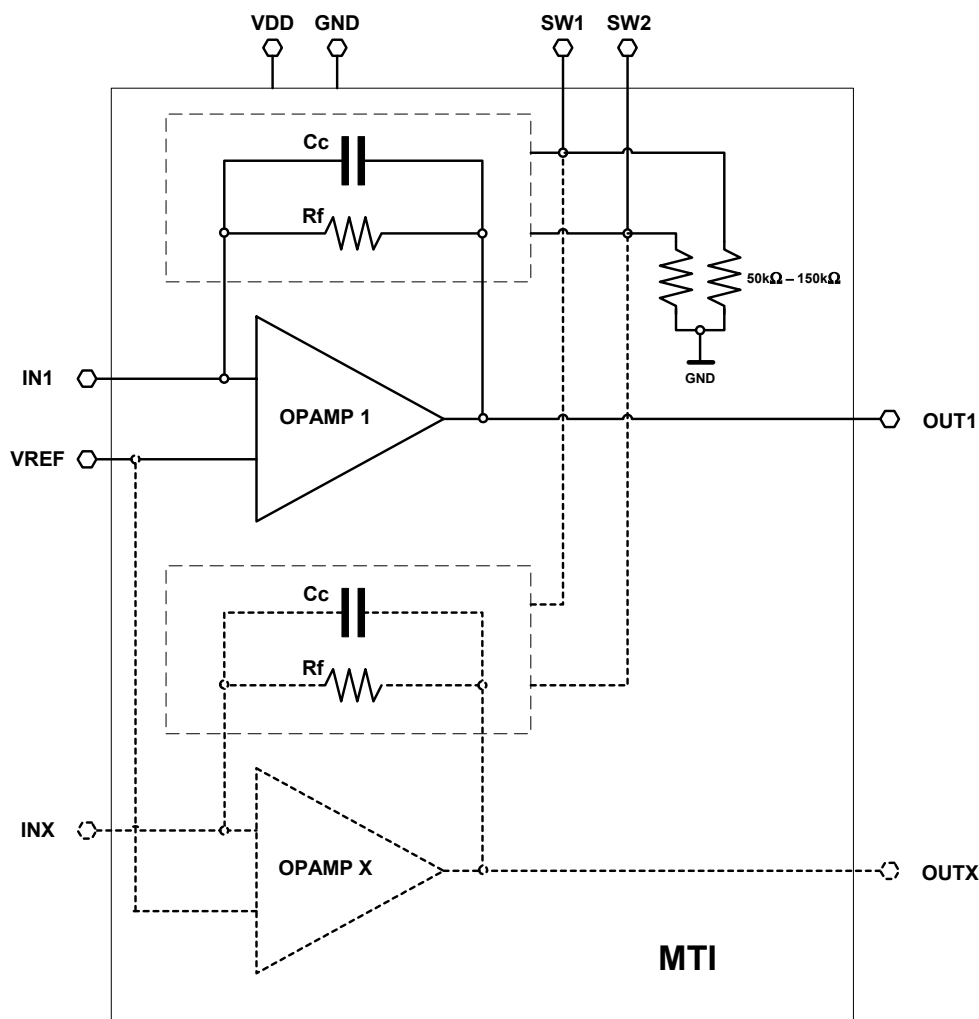 VDD GND SW1 SW2
Cc
Rf
50kΩ – 150kΩ
IN1
GND
OPAMP 1
OUT1
VREF
Cc
Rf
INX
OPAMP X
OUTX
MTI